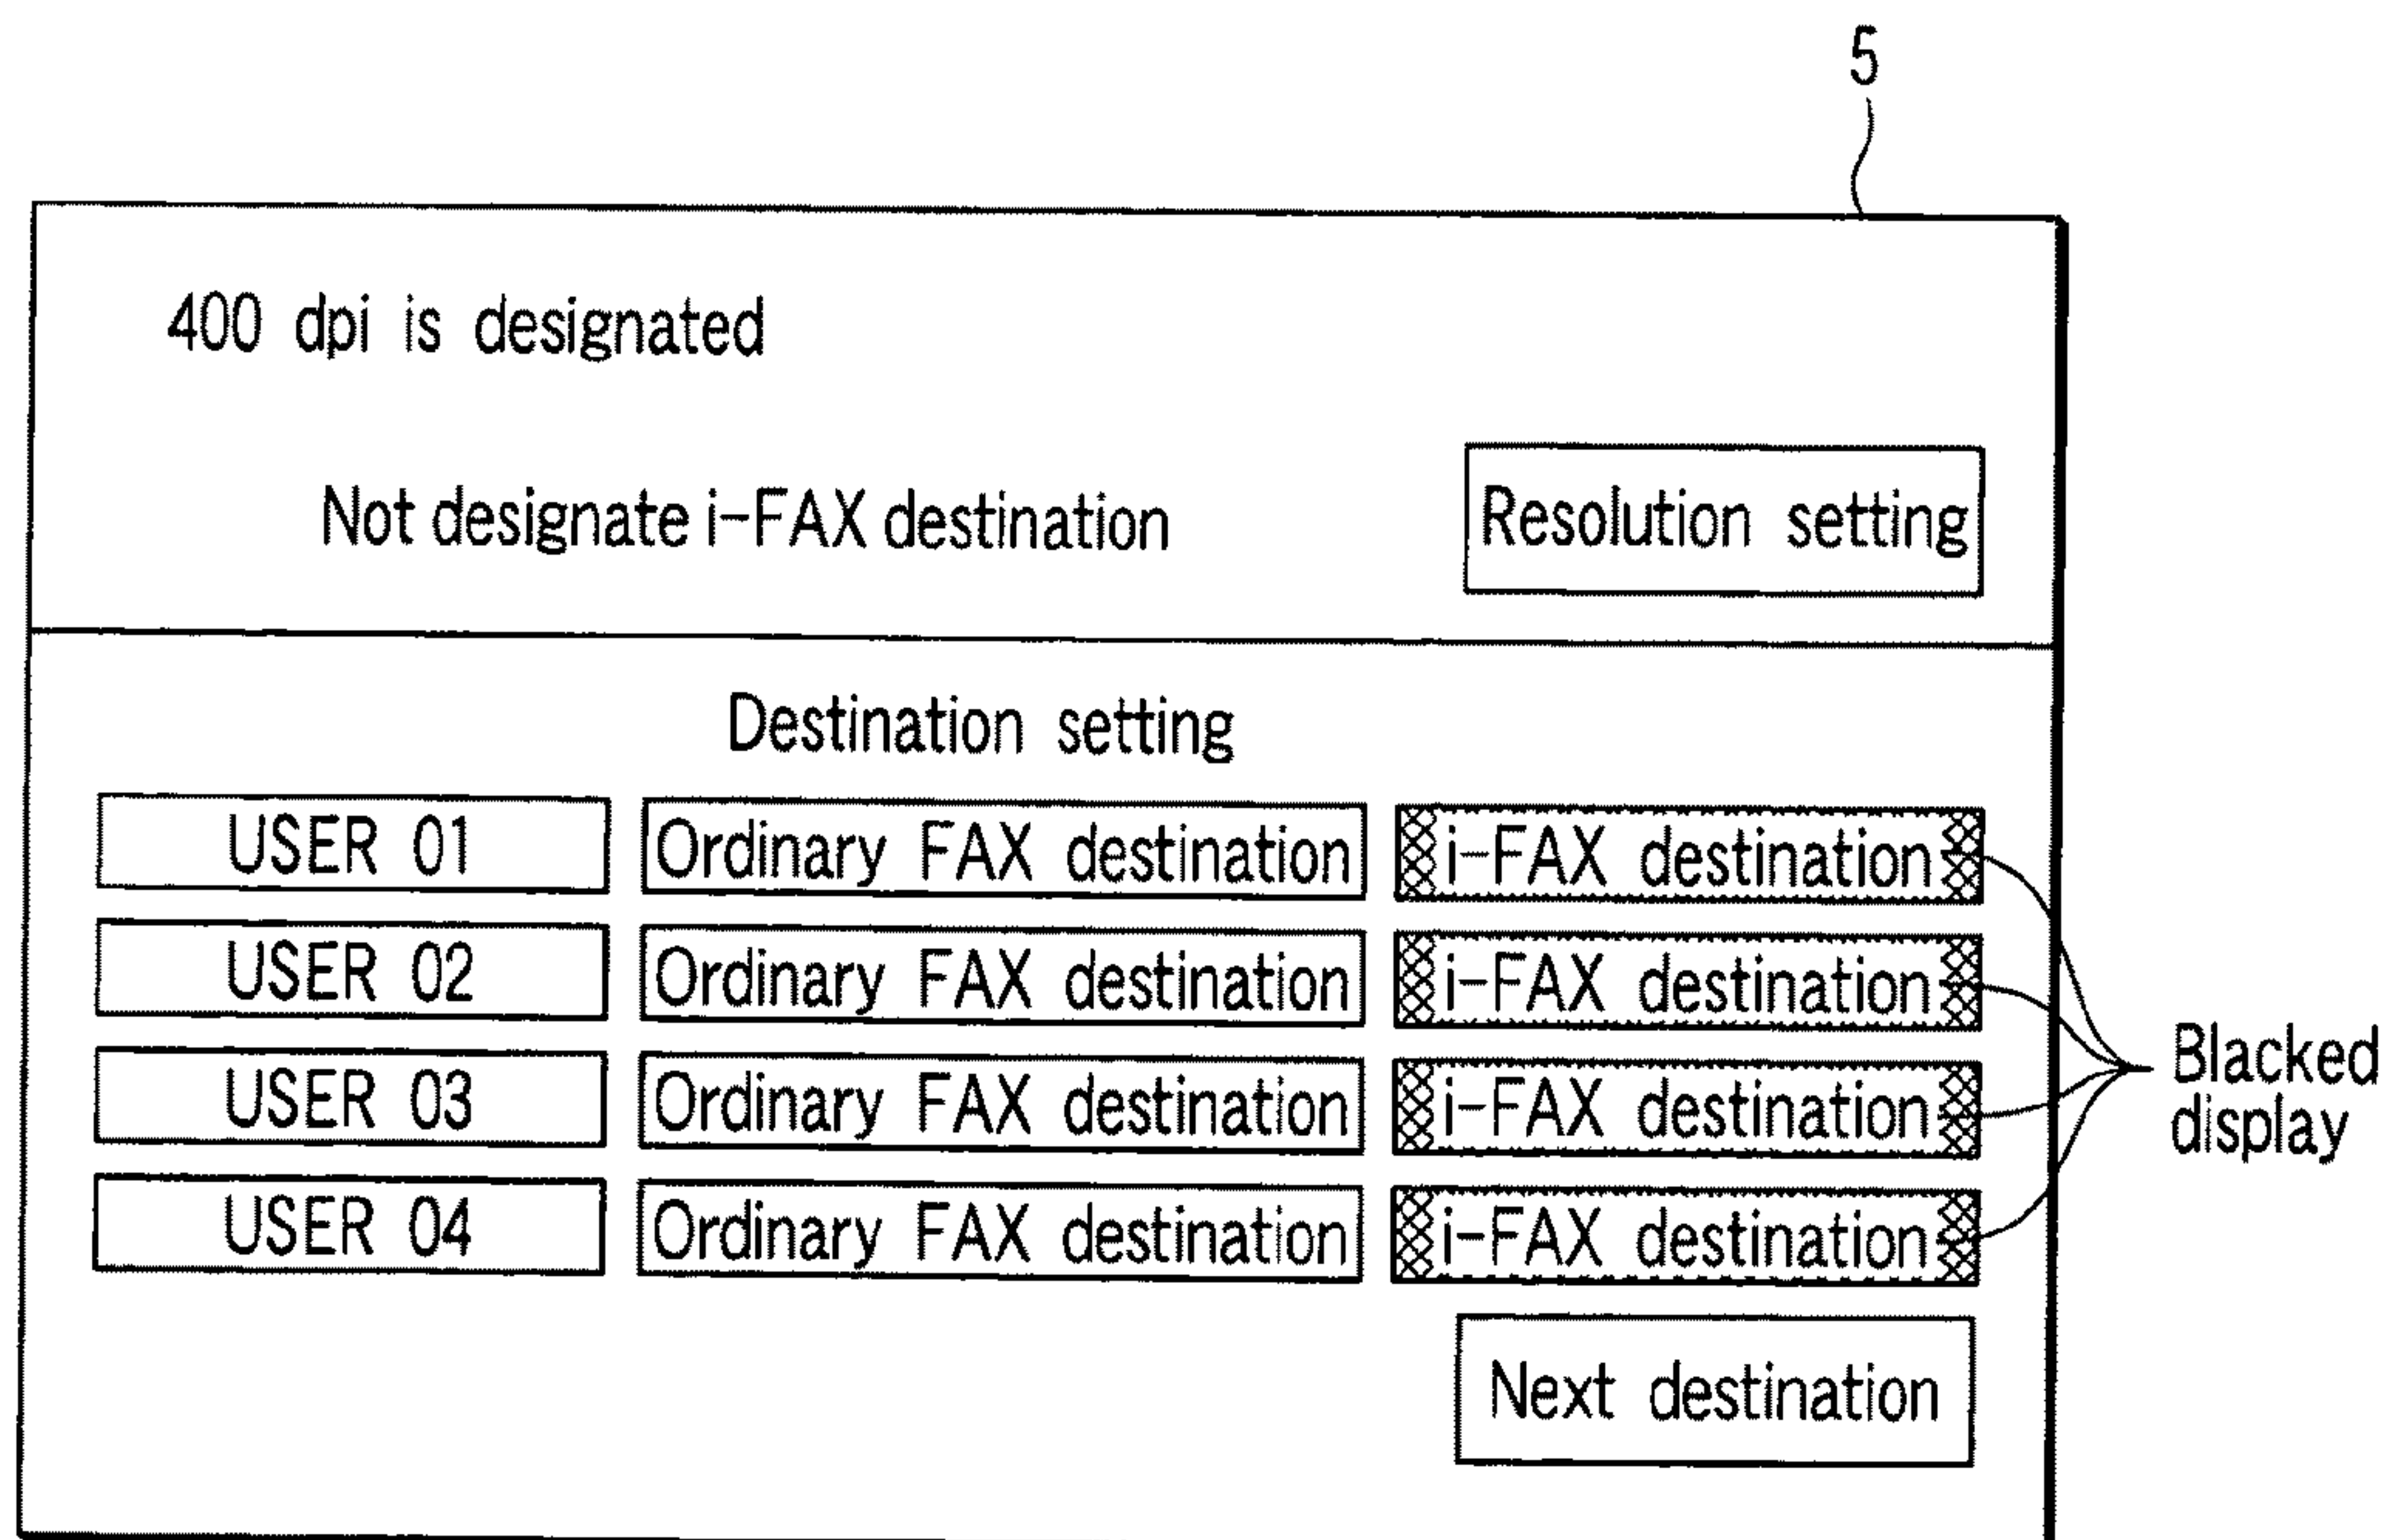 5
400 dpi is designated
Not designate i-FAX destination
Resolution setting
Destination setting
USER 01 Ordinary FAX destination i-FAX destination
USER 02 Ordinary FAX destination i-FAX destination
USER 03 Ordinary FAX destination i-FAX destination
USER 04 Ordinary FAX destination i-FAX destination
Blacked
display
Next destination